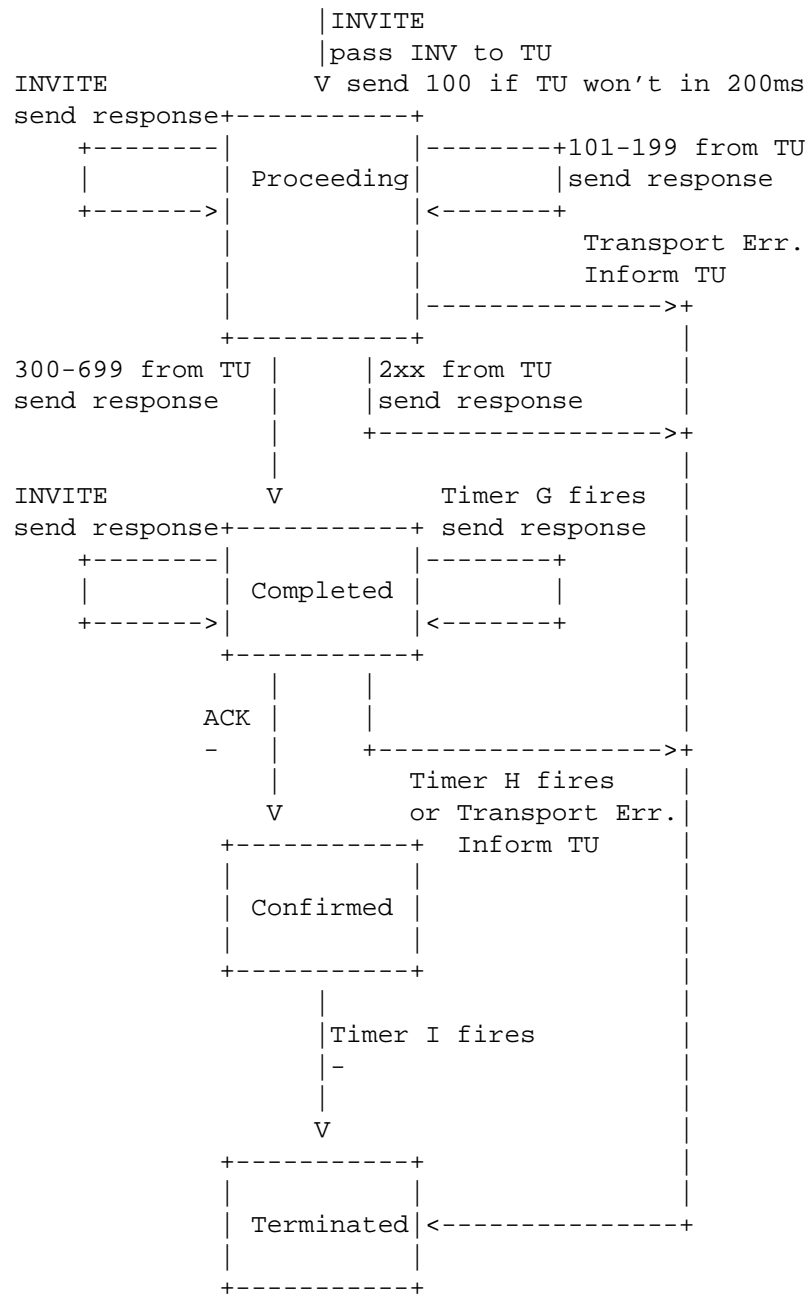 INVITE
pass INV to TU
INVITE
send 100 if TU won't in 200ms
send response
101-199 from TU
Proceeding
send response
Transport Err.
Inform TU
300-699 from TU
2xx from TU
send response
send response
INVITE
Timer G fires
send response
send response
Completed
ACK
-
Timer H fires
or Transport Err.
Inform TU
Confirmed
Timer I fires
-
Terminated